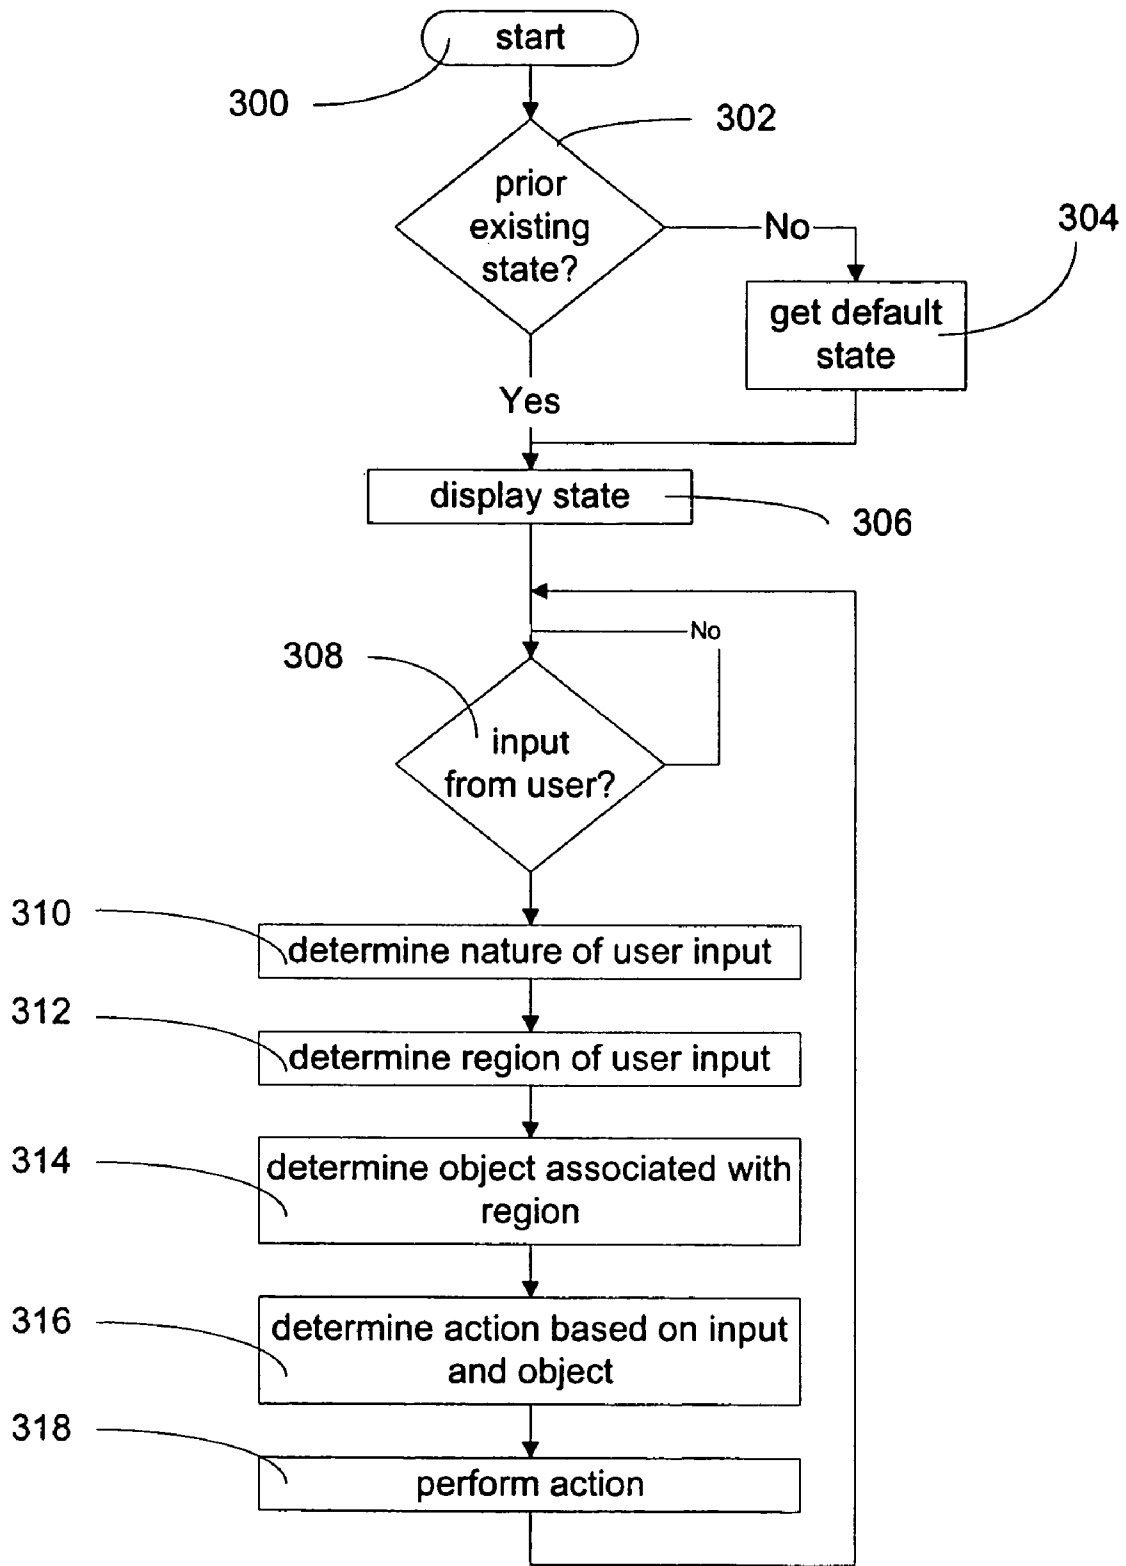 start
300
302
prior
existing
state?
No
304
get default
state
Yes
display state
306
No
308
input
from user?
310
determine nature of user input
312
determine region of user input
314
determine object associated with
region
316
determine action based on input
and object
318
perform action